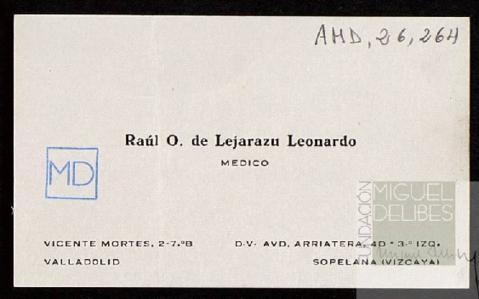 AMD, 26, 264
Raúl O. de Lejarazu Leonardo
MEDICO
MD
VICENTE MORTES, 2-7.ºB
VALLADOLID
D.V. AVD. ARRIATERA, 4D - 3.º IZQ.
SOPELANA (VIZCAYA)
FUNDACIÓN
MIGUEL
DELIBES